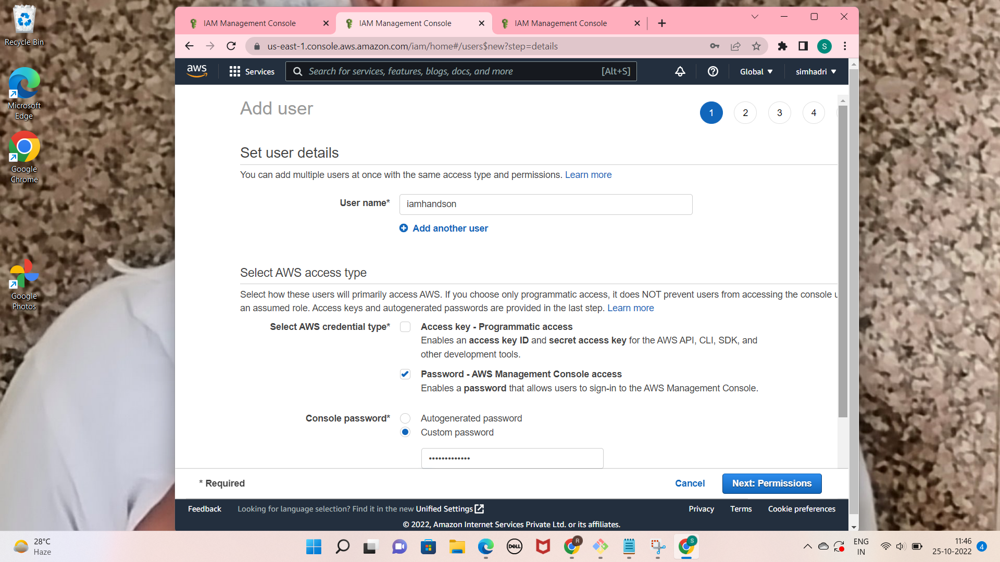 Recycle Bin
Microsoft
Edge
Google
Chrome
Google
Photos
IAM Management Console
IAM Management Console
IAM Management Console
us-east-1.console.aws.amazon.com/iam/home#/users$new?step=details
S
aws
Services
Search for services, features, blogs, docs, and more
[Alt+S]
Global
simhadri
Add user
1
2
3
4
Set user details
You can add multiple users at once with the same access type and permissions. Learn more
User name*
iamhandson
Add another user
Select AWS access type
Select how these users will primarily access AWS. If you choose only programmatic access, it does NOT prevent users from accessing the console u
an assumed role. Access keys and autogenerated passwords are provided in the last step. Learn more
Select AWS credential type*
Access key - Programmatic access
Enables an access key ID and secret access key for the AWS API, CLI, SDK, and
other development tools.
Password - AWS Management Console access
Enables a password that allows users to sign-in to the AWS Management Console.
Console password*
Autogenerated password
Custom password
•••••••••••••
* Required
Cancel
Next: Permissions
Feedback
Looking for language selection? Find it in the new Unified Settings
Privacy
Terms
Cookie preferences
© 2022, Amazon Internet Services Private Ltd. or its affiliates.
28°C
Haze
DELL
R
S
ENG
IN
11:46
25-10-2022
4